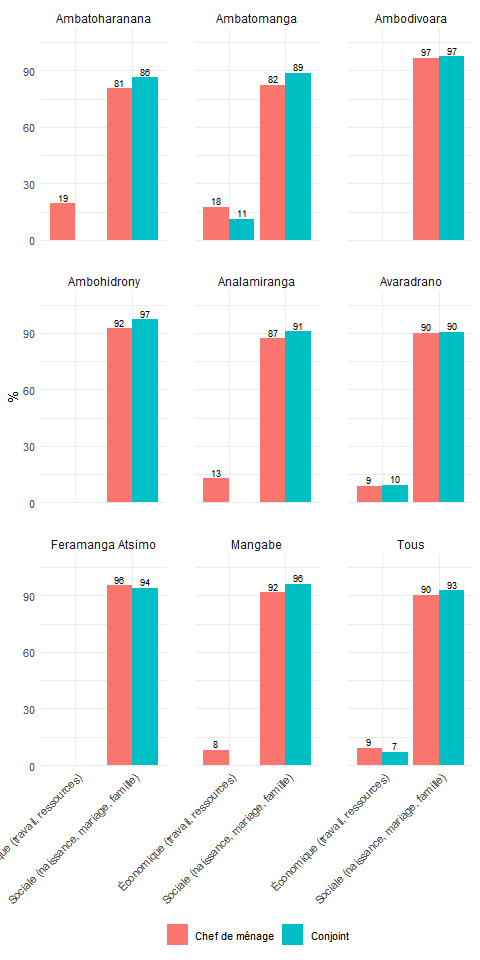 Ambatoharanana Ambatomanga Ambodivoara
90 81 86 82 89 97 97
60
30 19 18 11
0
Ambohidrony Analamiranga Avaradrano
90 92 97 87 91 90 90
%
60
30 13 9 10
0
Feramanga Atsimo Mangabe Tous
90 96 94 92 96 90 93
60
30 8 9 7
0
que (travail, ressources) Sociale (naissance, mariage, famille) Économique (travail, ressources) Sociale (naissance, mariage, famille) Économique (travail, ressources) Sociale (naissance, mariage, famille)
Chef de ménage Conjoint